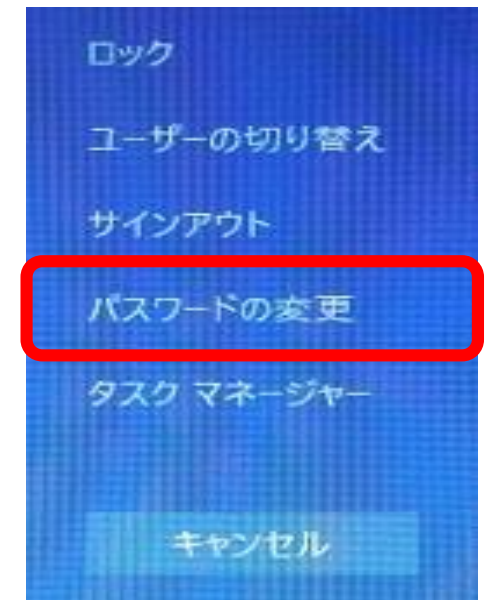 ロック
ユーザーの切り替え
サインアウト
パスワードの変更
タスク マネージャー
キャンセル